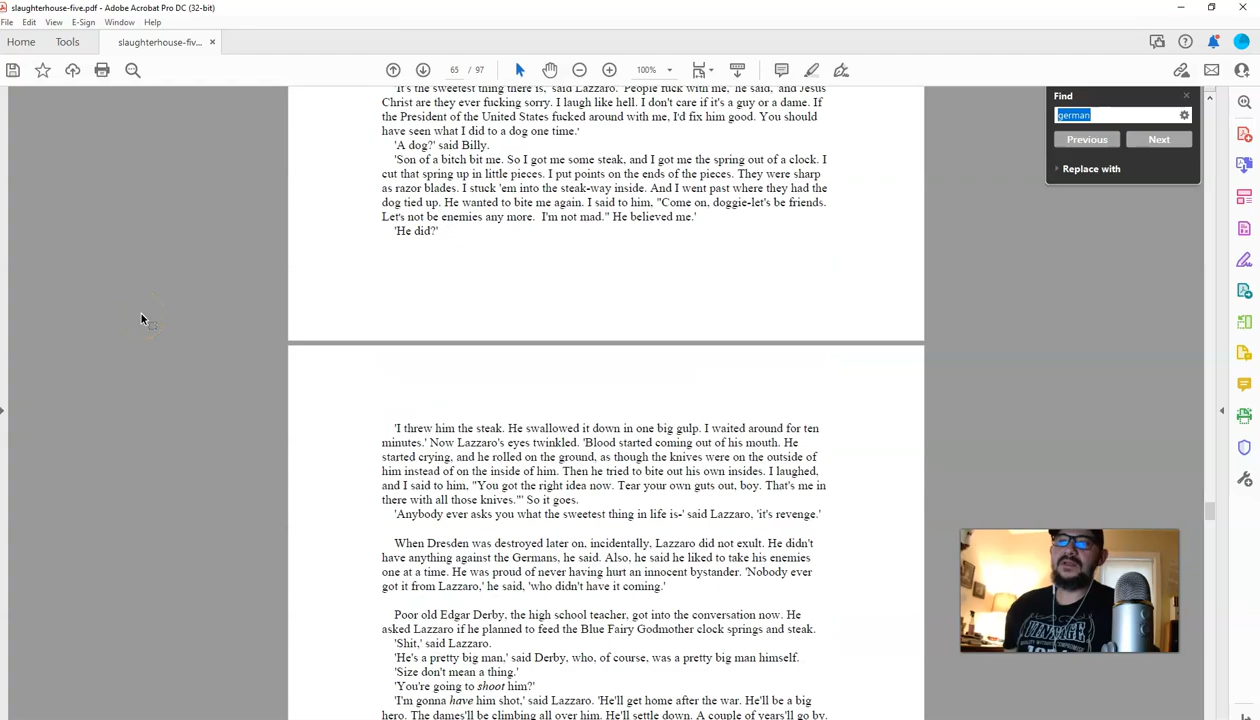 slaughterhouse-five.pdf - Adobe Acrobat Pro DC (32-bit)
File Edit View E-Sign Window Help
Home Tools slaughterhouse-fiv... ×
65 / 97 100%
'It's the sweetest thing there is,' said Lazzaro. 'People fuck with me,' he said, 'and Jesus
Christ are they ever fucking sorry. I laugh like hell. I don't care if it's a guy or a dame. If
the President of the United States fucked around with me, I'd fix him good. You should
have seen what I did to a dog one time.'
'A dog?' said Billy.
'Son of a bitch bit me. So I got me some steak, and I got me the spring out of a clock. I
cut that spring up in little pieces. I put points on the ends of the pieces. They were sharp
as razor blades. I stuck 'em into the steak-way inside. And I went past where they had the
dog tied up. He wanted to bite me again. I said to him, "Come on, doggie-let's be friends.
Let's not be enemies any more. I'm not mad." He believed me.'
'He did?'
'I threw him the steak. He swallowed it down in one big gulp. I waited around for ten
minutes.' Now Lazzaro's eyes twinkled. 'Blood started coming out of his mouth. He
started crying, and he rolled on the ground, as though the knives were on the outside of
him instead of on the inside of him. Then he tried to bite out his own insides. I laughed,
and I said to him, "You got the right idea now. Tear your own guts out, boy. That's me in
there with all those knives."' So it goes.
'Anybody ever asks you what the sweetest thing in life is-' said Lazzaro, 'it's revenge.'
When Dresden was destroyed later on, incidentally, Lazzaro did not exult. He didn't
have anything against the Germans, he said. Also, he said he liked to take his enemies
one at a time. He was proud of never having hurt an innocent bystander. 'Nobody ever
got it from Lazzaro,' he said, 'who didn't have it coming.'
Poor old Edgar Derby, the high school teacher, got into the conversation now. He
asked Lazzaro if he planned to feed the Blue Fairy Godmother clock springs and steak.
'Shit,' said Lazzaro.
'He's a pretty big man,' said Derby, who, of course, was a pretty big man himself.
'Size don't mean a thing.'
'You're going to shoot him?'
'I'm gonna have him shot,' said Lazzaro. 'He'll get home after the war. He'll be a big
hero. The dames'll be climbing all over him. He'll settle down. A couple of years'll go by.
Find
german
Previous Next
Replace with
VINTAGE